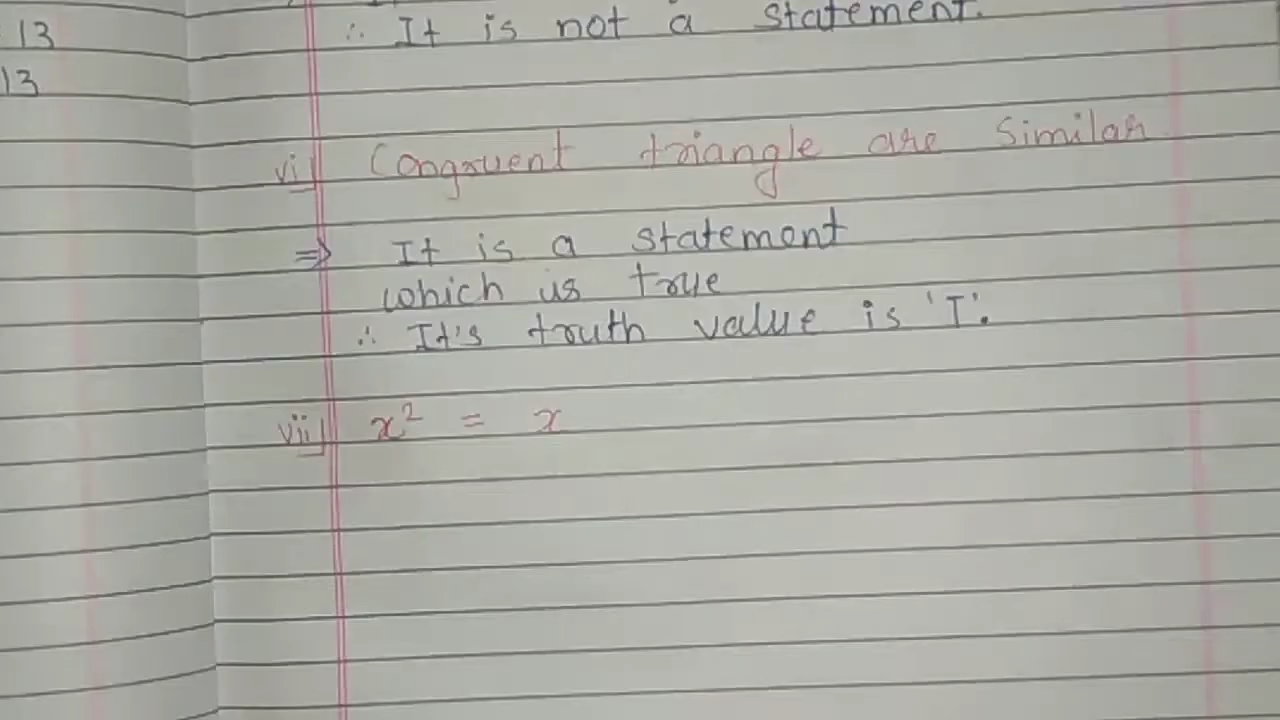 13
13
∴ It is not a statement.
vi) Congruent triangle are similar
⇒ It is a statement
which is true
∴ It's truth value is 'T'.
vii) x² = x